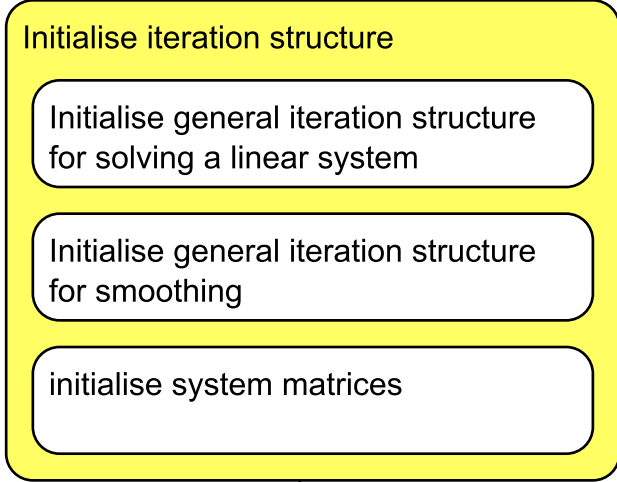 Initialise iteration structure
Initialise general iteration structure
for solving a linear system
Initialise general iteration structure
for smoothing
initialise system matrices